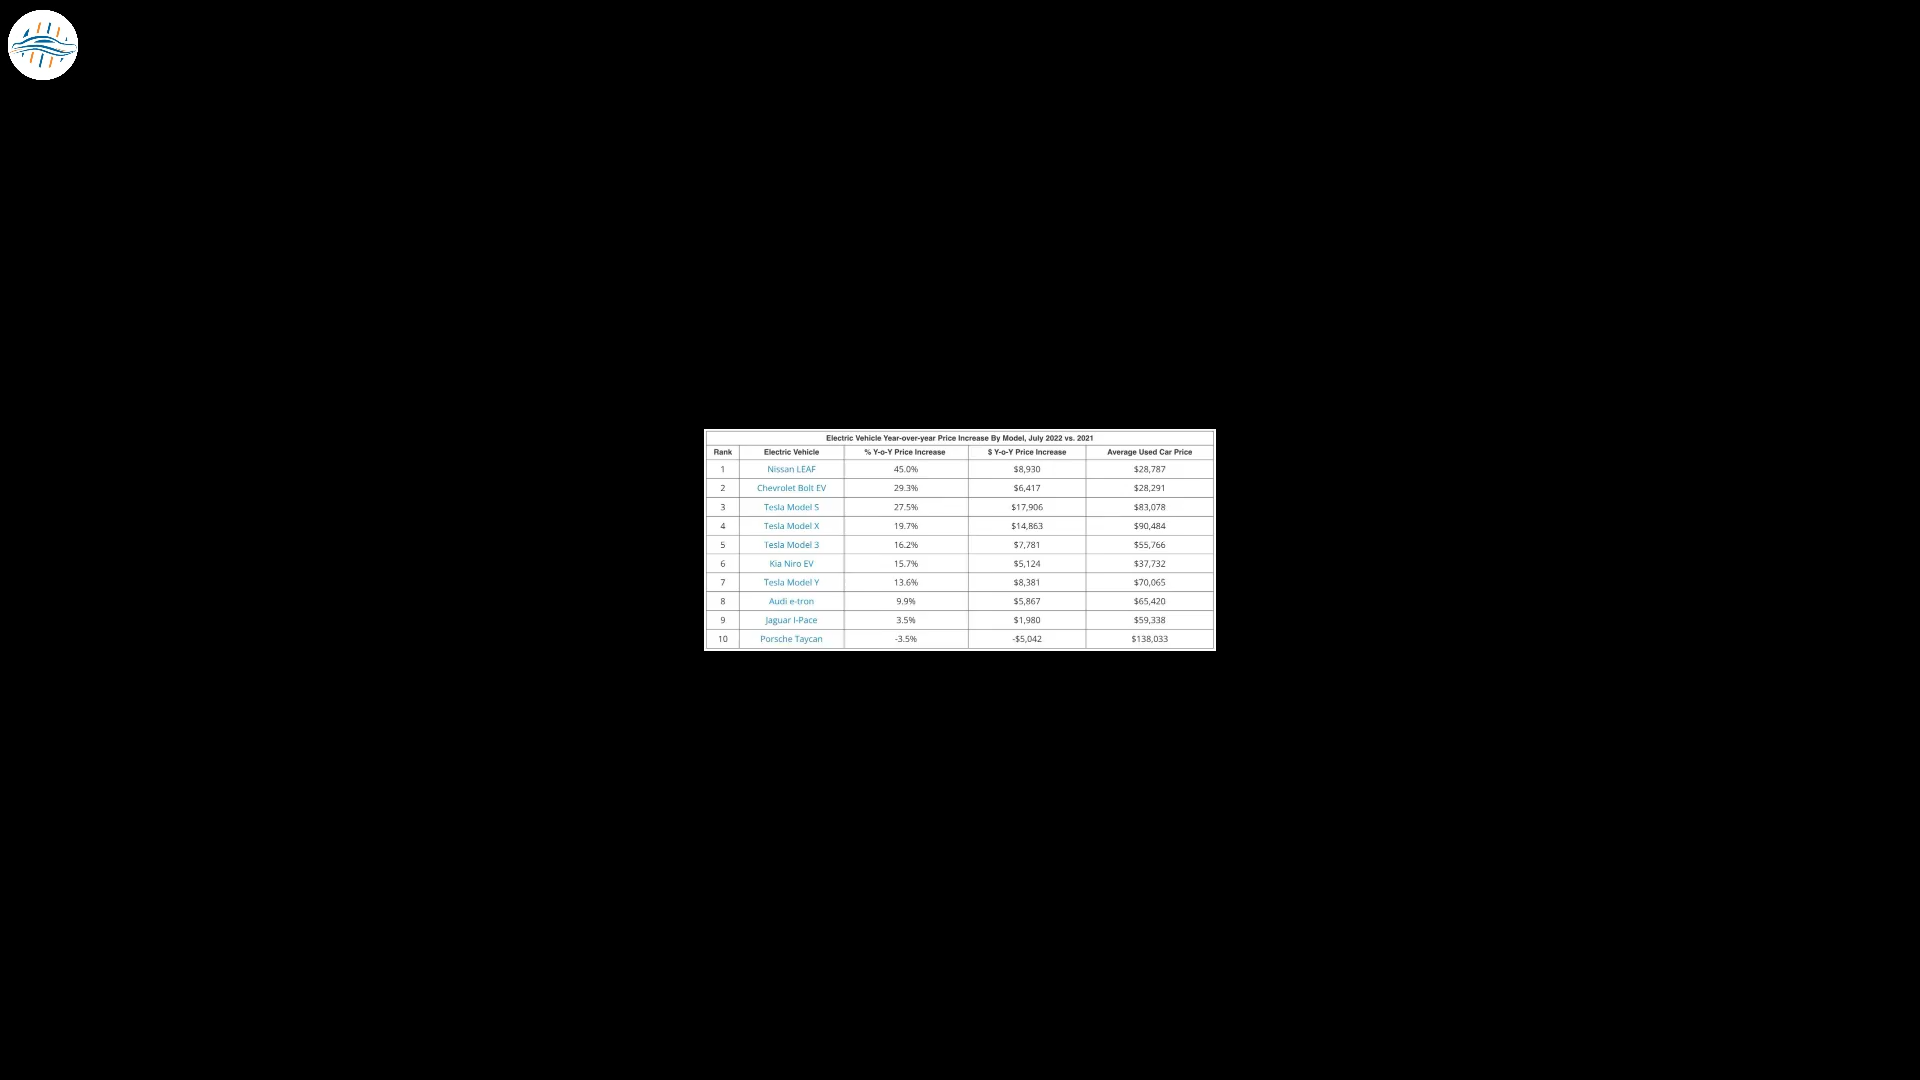 Electric Vehicle Year-over-year Price Increase By Model, July 2022 vs. 2021
Rank Electric Vehicle % Y-o-Y Price Increase $ Y-o-Y Price Increase Average Used Car Price
1 Nissan LEAF 45.0% $8,930 $28,787
2 Chevrolet Bolt EV 29.3% $6,417 $28,291
3 Tesla Model S 27.5% $17,906 $83,078
4 Tesla Model X 19.7% $14,863 $90,484
5 Tesla Model 3 16.2% $7,781 $55,766
6 Kia Niro EV 15.7% $5,124 $37,732
7 Tesla Model Y 13.6% $8,381 $70,065
8 Audi e-tron 9.9% $5,867 $65,420
9 Jaguar I-Pace 3.5% $1,980 $59,338
10 Porsche Taycan -3.5% -$5,042 $138,033